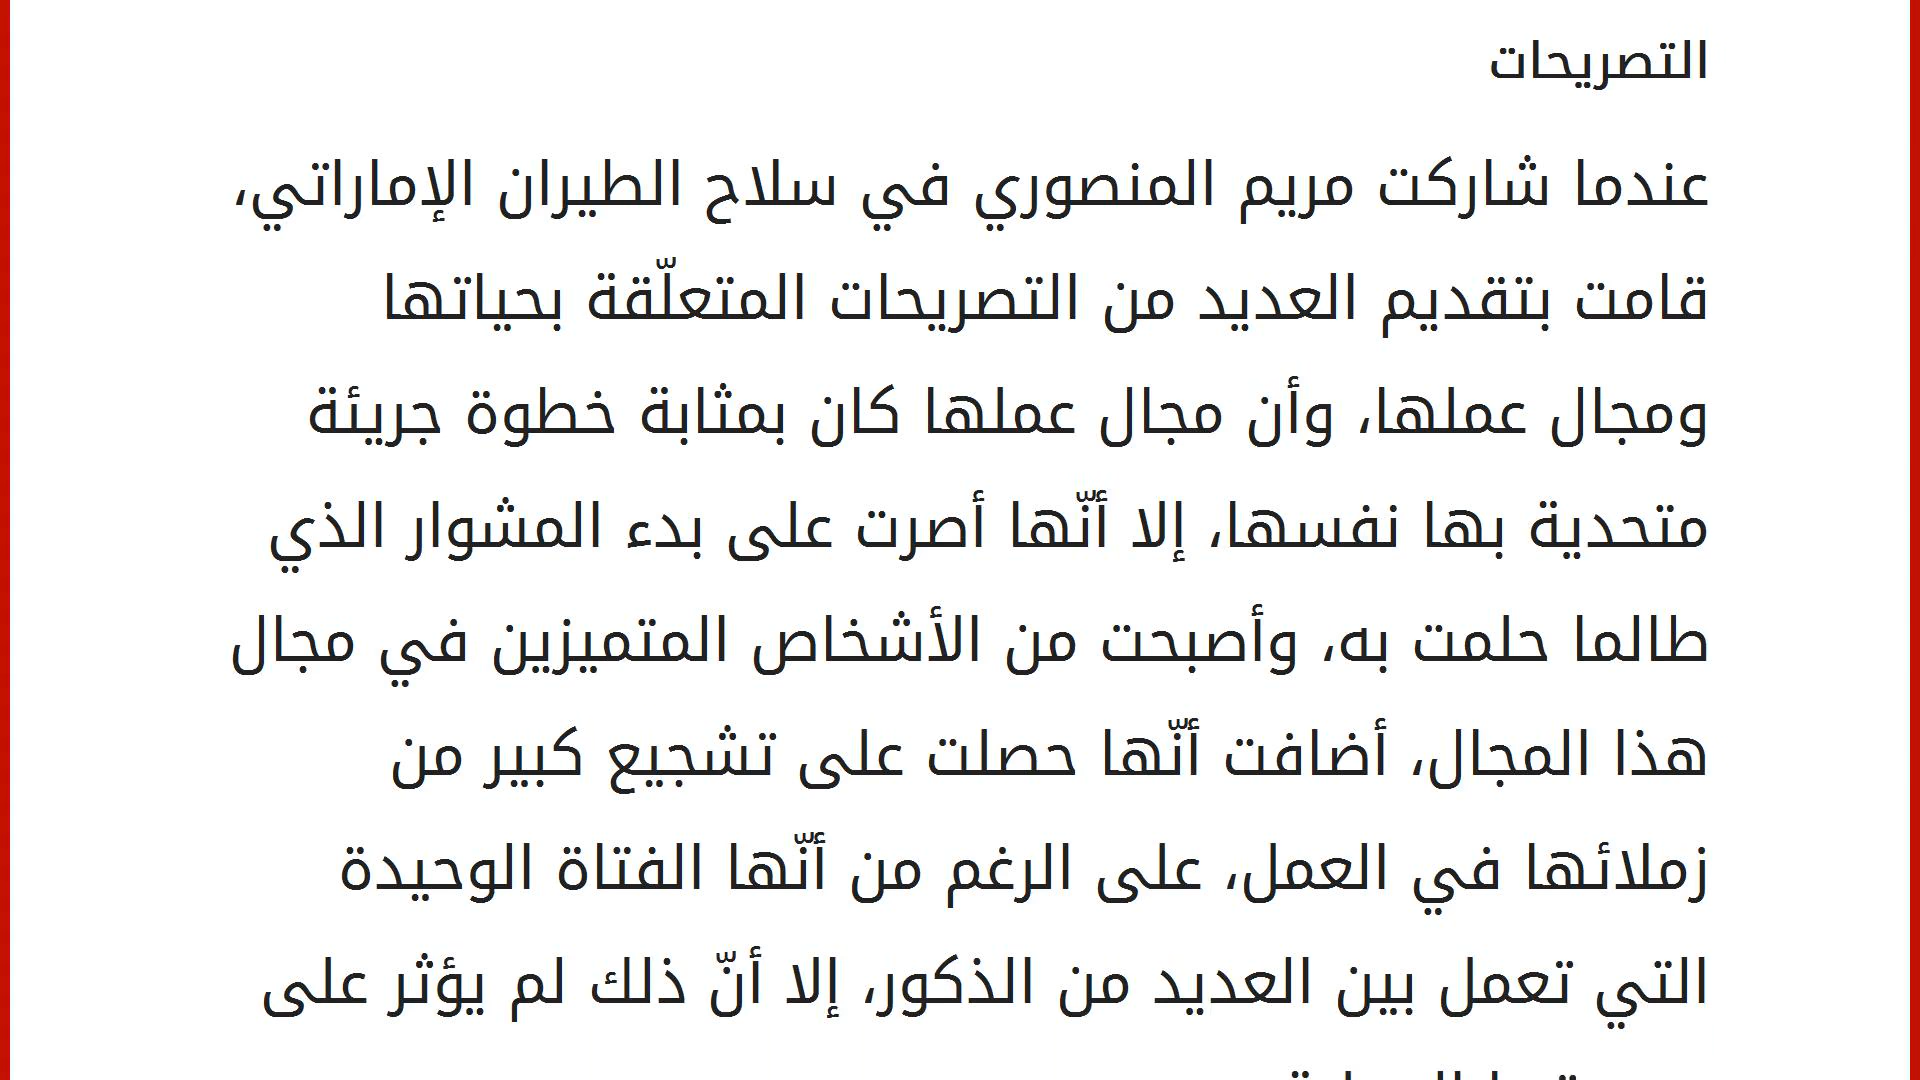 التصريحات
عندما شاركت مريم المنصوري في سلاح الطيران الإماراتي،
قامت بتقديم العديد من التصريحات المتعلّقة بحياتها
ومجال عملها، وأن مجال عملها كان بمثابة خطوة جريئة
متحدية بها نفسها، إلا أنّها أصرت على بدء المشوار الذي
طالما حلمت به، وأصبحت من الأشخاص المتميزين في مجال
هذا المجال، أضافت أنّها حصلت على تشجيع كبير من
زملائها في العمل، على الرغم من أنّها الفتاة الوحيدة
التي تعمل بين العديد من الذكور، إلا أنّ ذلك لم يؤثر على